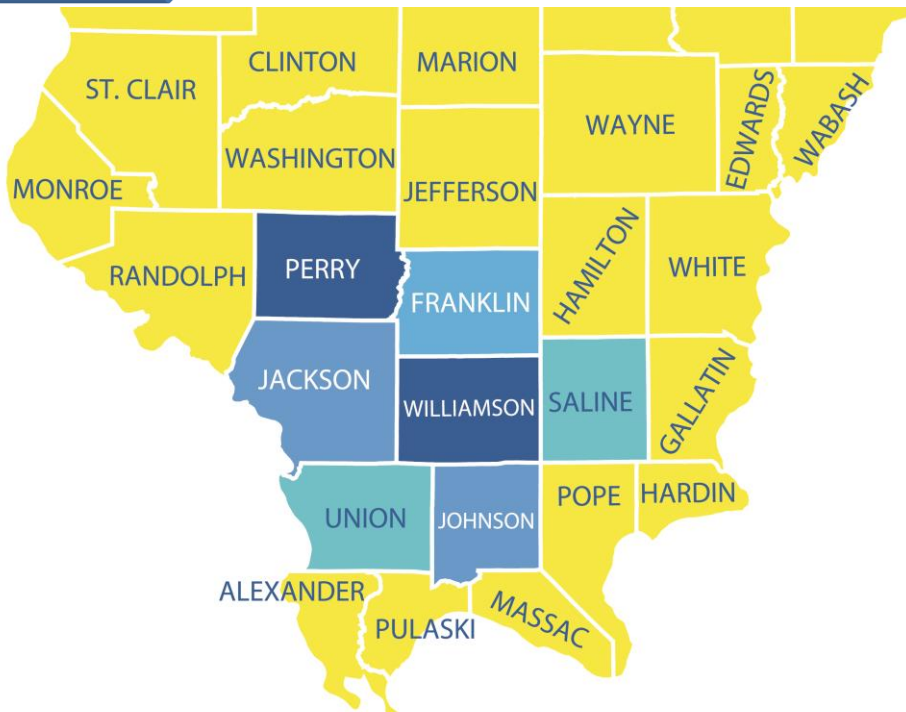 CLINTON
MARION
ST. CLAIR
WAYNE
EDWARDS
WABASH
WASHINGTON
MONROE
JEFFERSON
RANDOLPH
PERRY
HAMILTON
WHITE
FRANKLIN
JACKSON
WILLIAMSON
SALINE
GALLATIN
UNION
JOHNSON
POPE
HARDIN
ALEXANDER
PULASKI
MASSAC